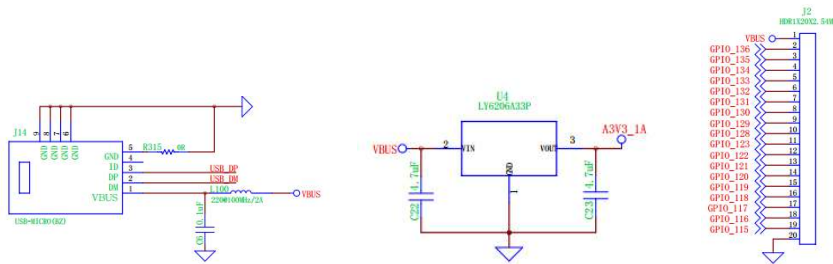 J14
9
8
7
6
GND
GND
GND
GND
5
R315
0R
GND
4
ID
3
USB_DP
DP
2
USB_DM
DM
1
L100
VBUS
VBUS
220@100MHz/2A
USB-MICRO(BZ)
C6
0.1uF
U4
LY6206A33P
VBUS
2
VIN
VOUT
3
A3V3_1A
GND
1
C22
4.7uF
C23
4.7uF
J2
HDR1X20X2.54M
VBUS
1
GPIO_136
2
GPIO_135
3
GPIO_134
4
GPIO_133
5
GPIO_132
6
GPIO_131
7
GPIO_130
8
GPIO_129
9
GPIO_128
10
GPIO_123
11
GPIO_122
12
GPIO_121
13
GPIO_120
14
GPIO_119
15
GPIO_118
16
GPIO_117
17
GPIO_116
18
GPIO_115
19
20